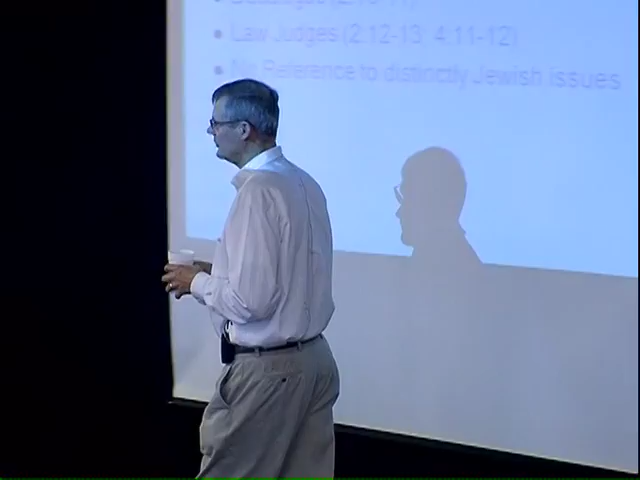 • Law Judges (2:12-13; 4:11-12)
• No Reference to distinctly Jewish issues